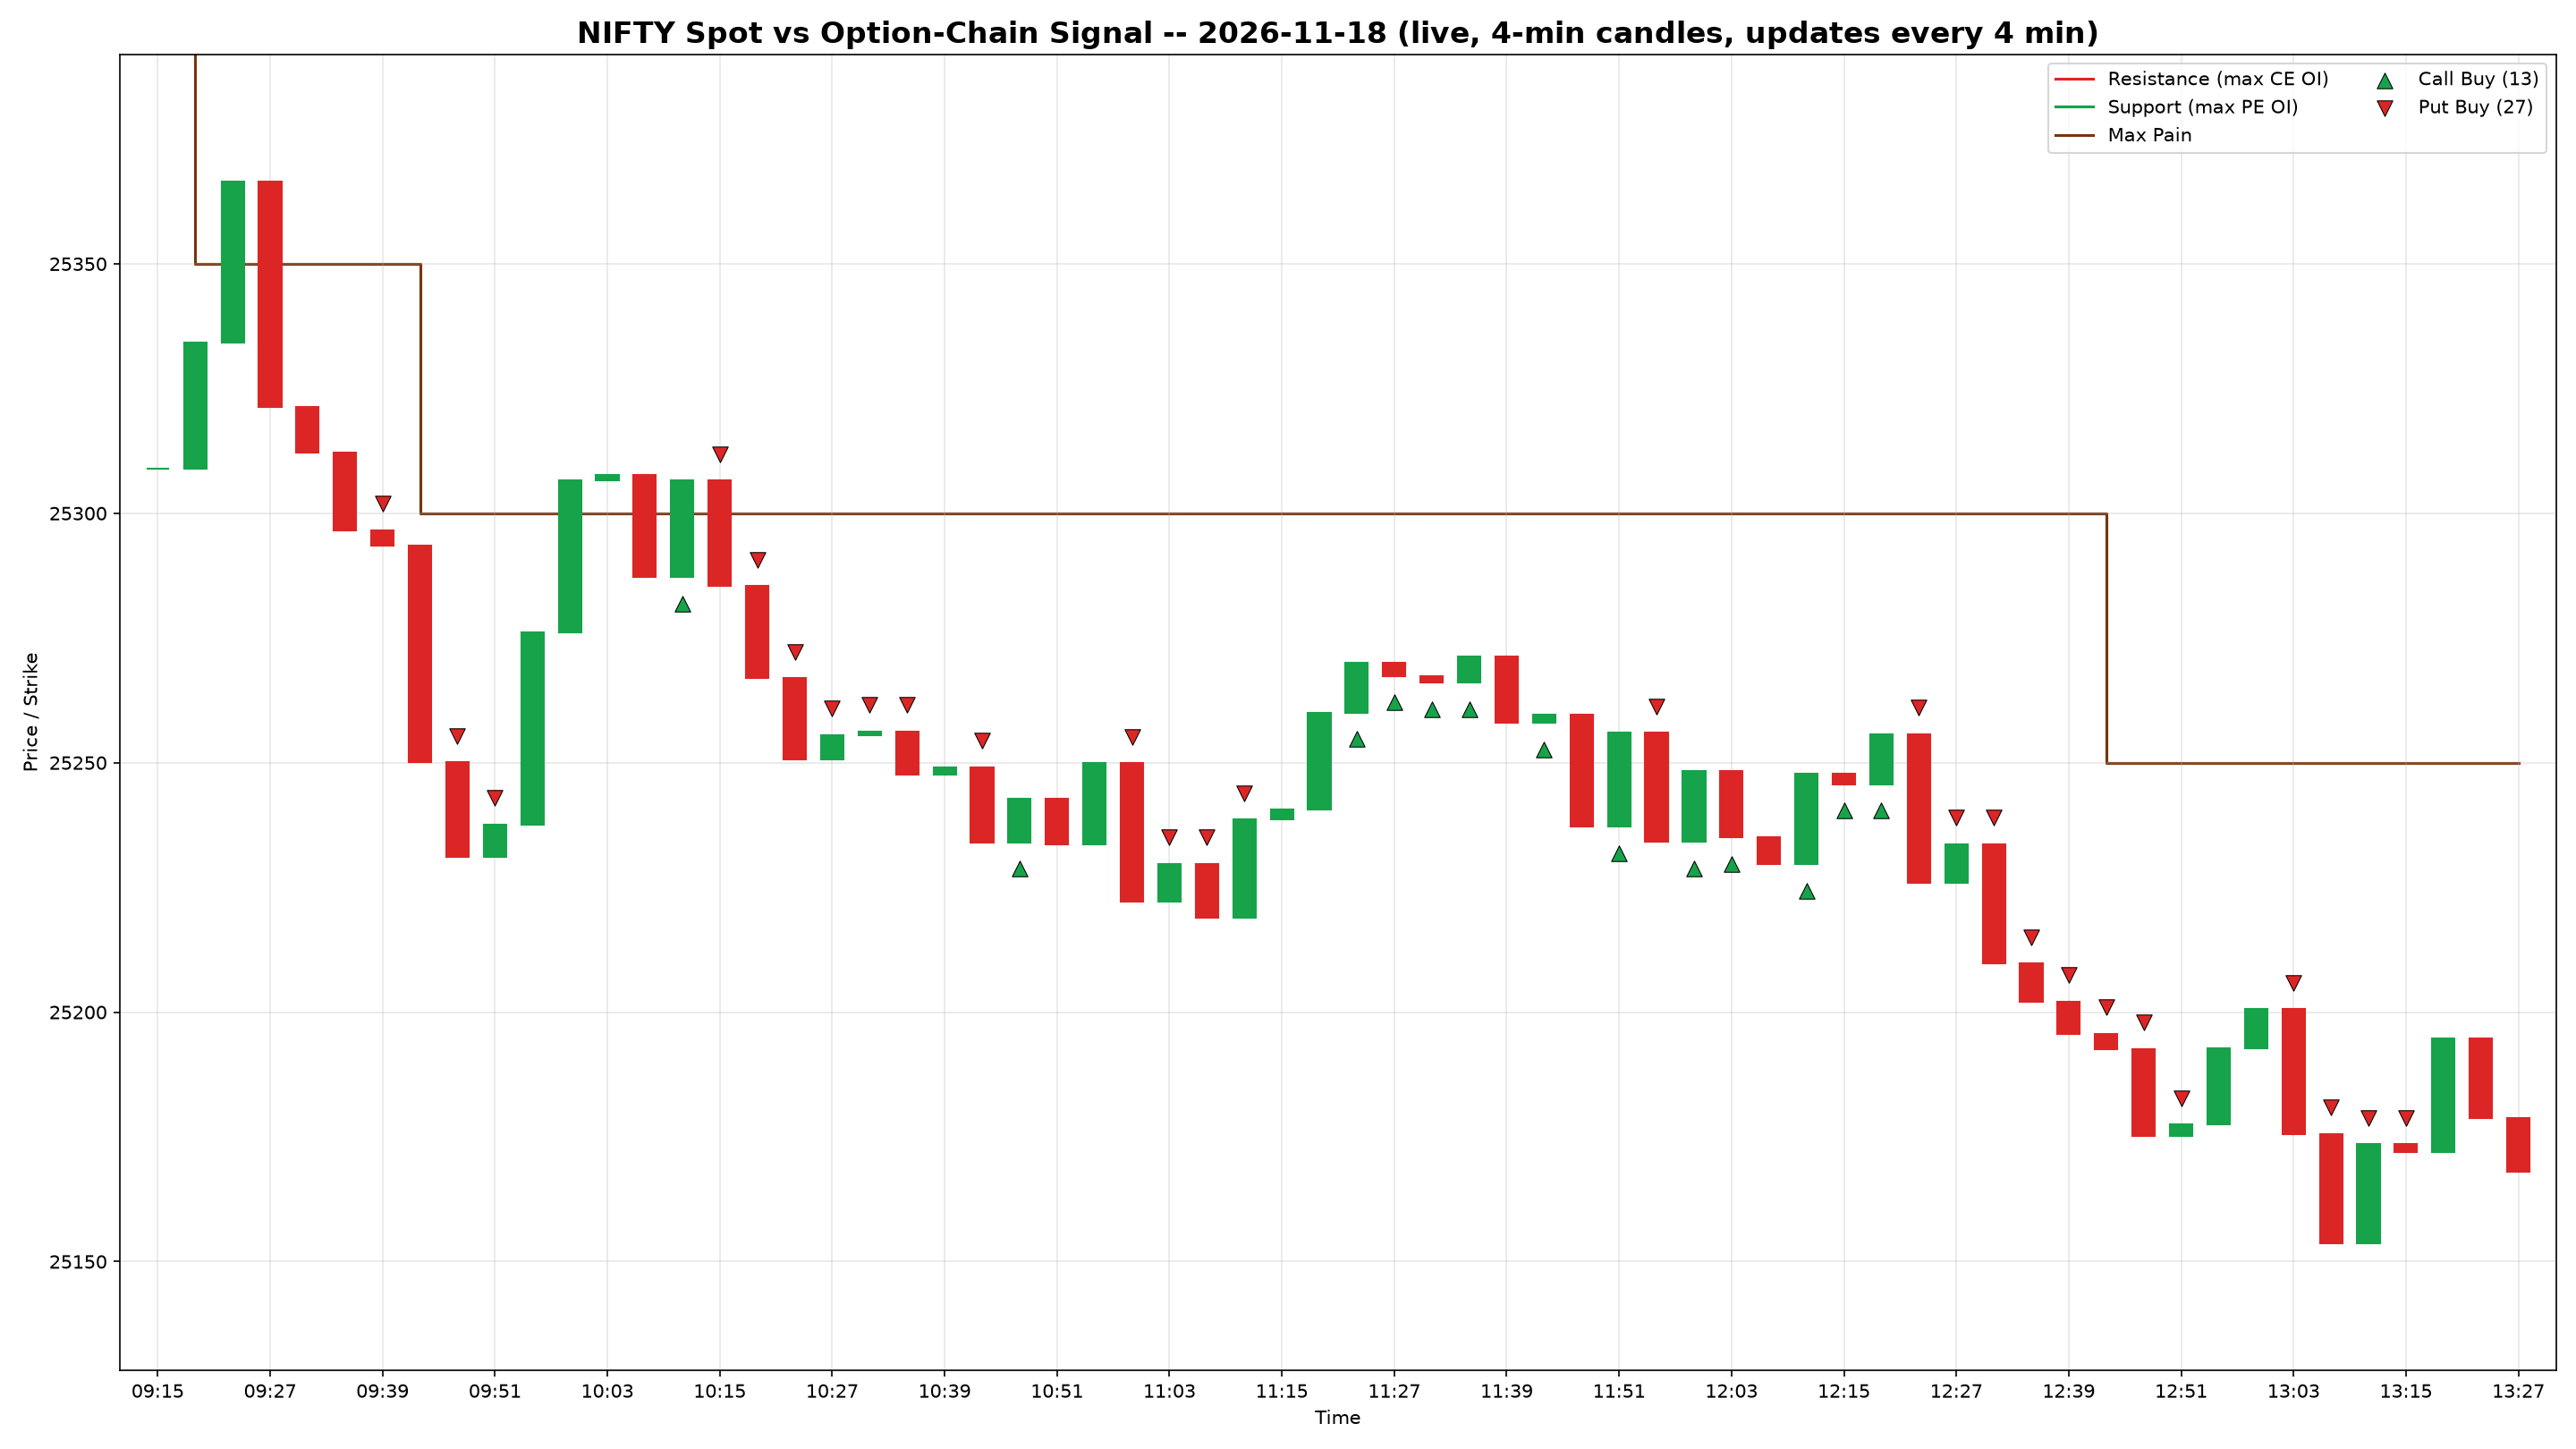 NIFTY Spot vs Option-Chain Signal -- 2026-11-18 (live, 4-min candles, updates every 4 min)
Resistance (max CE OI)
Support (max PE OI)
Max Pain
Call Buy (13)
Put Buy (27)
Price / Strike
25350
25300
25250
25200
25150
09:15 09:27 09:39 09:51 10:03 10:15 10:27 10:39 10:51 11:03 11:15 11:27 11:39 11:51 12:03 12:15 12:27 12:39 12:51 13:03 13:15 13:27
Time